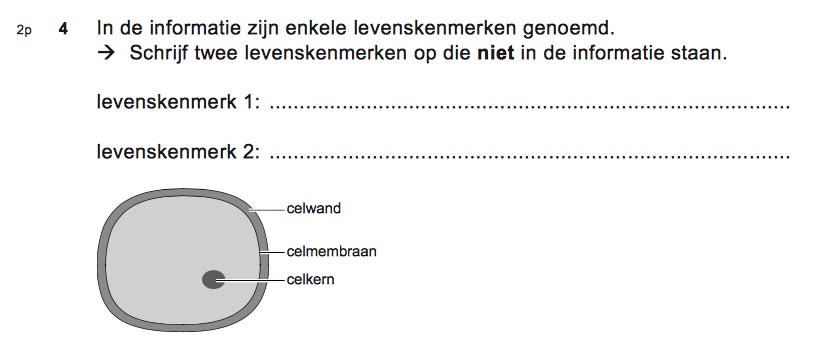 2p 4 In de informatie zijn enkele levenskenmerken genoemd.
→ Schrijf twee levenskenmerken op die niet in de informatie staan.
levenskenmerk 1: ........................................................................................
levenskenmerk 2: ........................................................................................
celwand
celmembraan
celkern